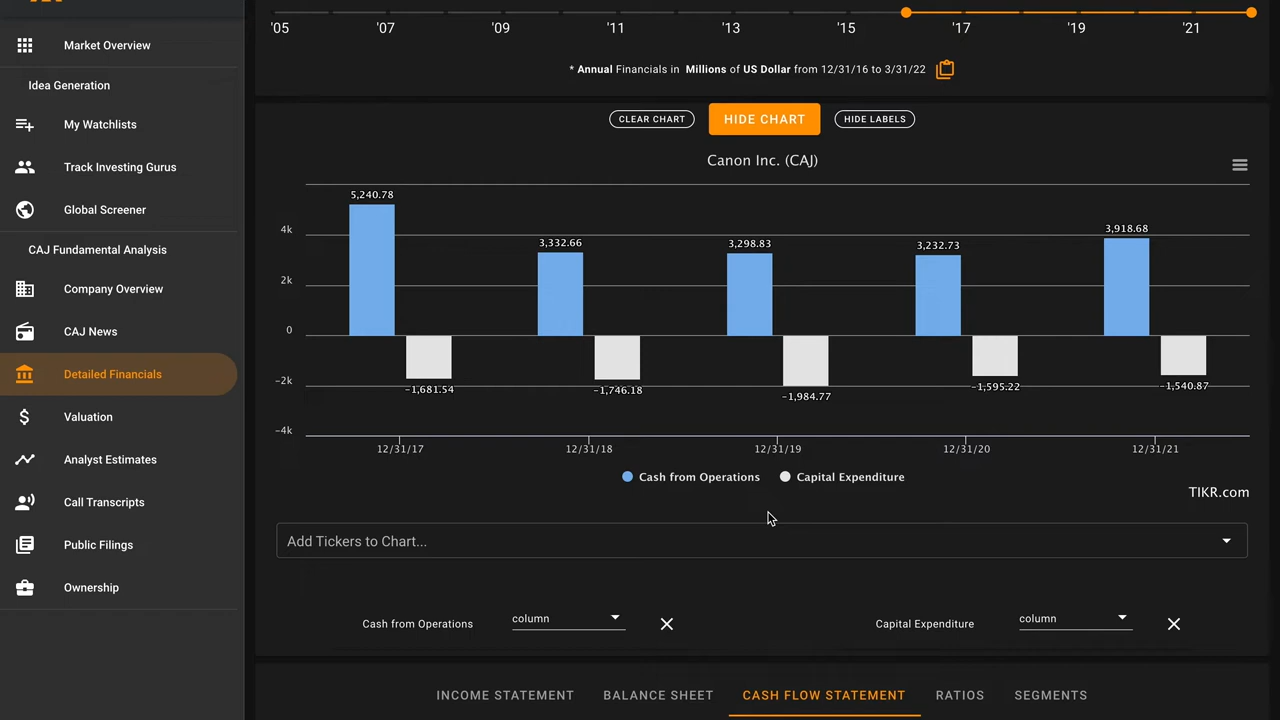 '05 '07 '09 '11 '13 '15 '17 '19 '21
* Annual Financials in Millions of US Dollar from 12/31/16 to 3/31/22
Market Overview
Idea Generation
My Watchlists
Track Investing Gurus
Global Screener
CAJ Fundamental Analysis
Company Overview
CAJ News
Detailed Financials
Valuation
Analyst Estimates
Call Transcripts
Public Filings
Ownership
CLEAR CHART HIDE CHART HIDE LABELS
Canon Inc. (CAJ)
5,240.78 3,332.66 3,298.83 3,232.73 3,918.68
4k
2k
0
-2k
-4k
-1,681.54 -1,746.18 -1,984.77 -1,595.22 -1,540.87
12/31/17 12/31/18 12/31/19 12/31/20 12/31/21
Cash from Operations Capital Expenditure
TIKR.com
Add Tickers to Chart...
Cash from Operations column Capital Expenditure column
INCOME STATEMENT BALANCE SHEET CASH FLOW STATEMENT RATIOS SEGMENTS